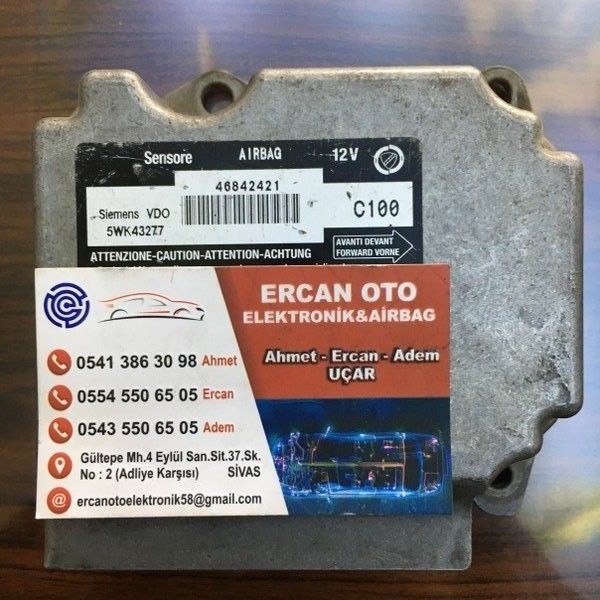 Sensore AIRBAG 12V
46842421
Siemens VDO
5WK43277
C100
ATTENZIONE-CAUTION-ATTENTION-ACHTUNG
AVANTI DEVANT
FORWARD VORNE
ERCAN OTO
ELEKTRONİK&AİRBAG
Ahmet - Ercan - Adem
UÇAR
0541 386 30 98 Ahmet
0554 550 65 05 Ercan
0543 550 65 05 Adem
Gültepe Mh.4 Eylül San.Sit.37.Sk.
No : 2 (Adliye Karşısı) SİVAS
ercanotoelektronik58@gmail.com